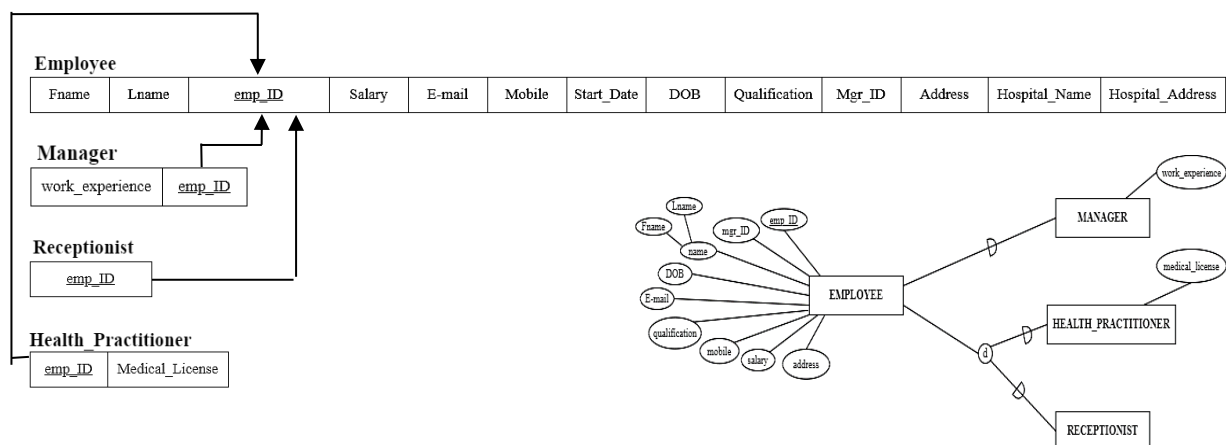 Employee
Fname Lname emp_ID Salary E-mail Mobile Start_Date DOB Qualification Mgr_ID Address Hospital_Name Hospital_Address
Manager
work_experience emp_ID
Receptionist
emp_ID
Health_Practitioner
emp_ID Medical_License
work_experience
MANAGER
Lname
emp_ID
Fname
mgr_ID
name
medical_license
DOB
EMPLOYEE
E-mail
HEALTH_PRACTITIONER
qualification
d
mobile
salary
address
RECEPTIONIST